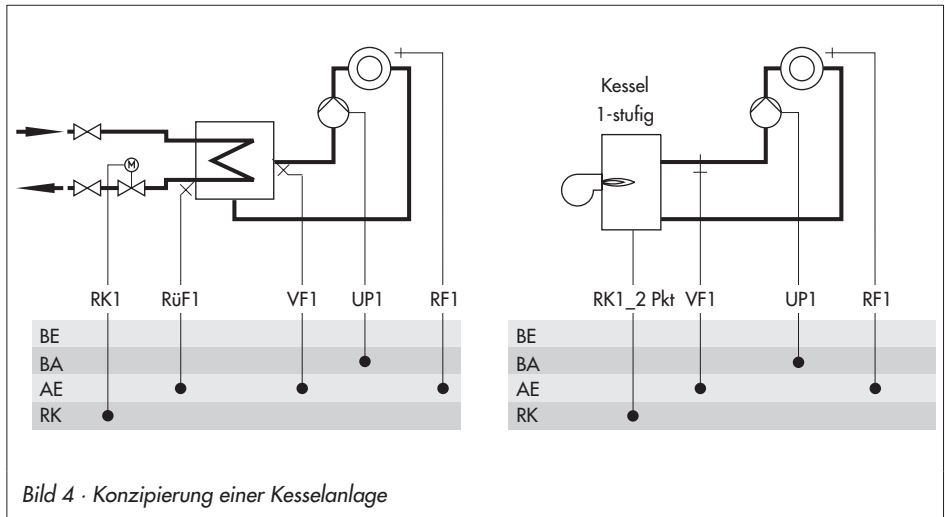 Kessel
1-stufig
M
RK1 RüF1 VF1 UP1 RF1
BE
BA
AE
RK
RK1_2 Pkt VF1 UP1 RF1
BE
BA
AE
RK
Bild 4 · Konzipierung einer Kesselanlage